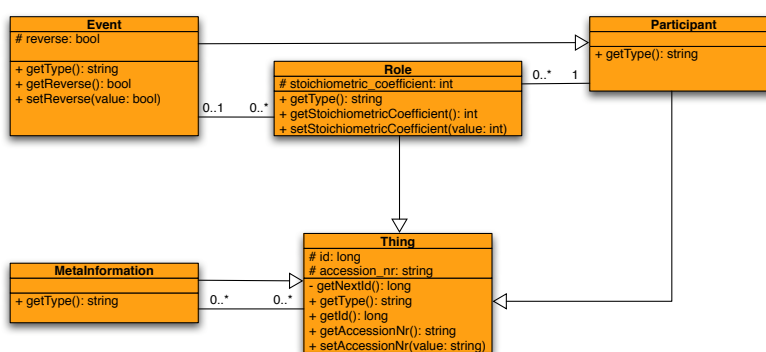 Event
# reverse: bool
+ getType(): string
+ getReverse(): bool
+ setReverse(value: bool)
Participant
+ getType(): string
Role
# stoichiometric_coefficient: int
+ getType(): string
+ getStoichiometricCoefficient(): int
+ setStoichiometricCoefficient(value: int)
0..1 0..*
0..* 1
Thing
# id: long
# accession_nr: string
- getNextId(): long
+ getType(): string
+ getId(): long
+ getAccessionNr(): string
+ setAccessionNr(value: string)
MetaInformation
+ getType(): string
0..* 0..*